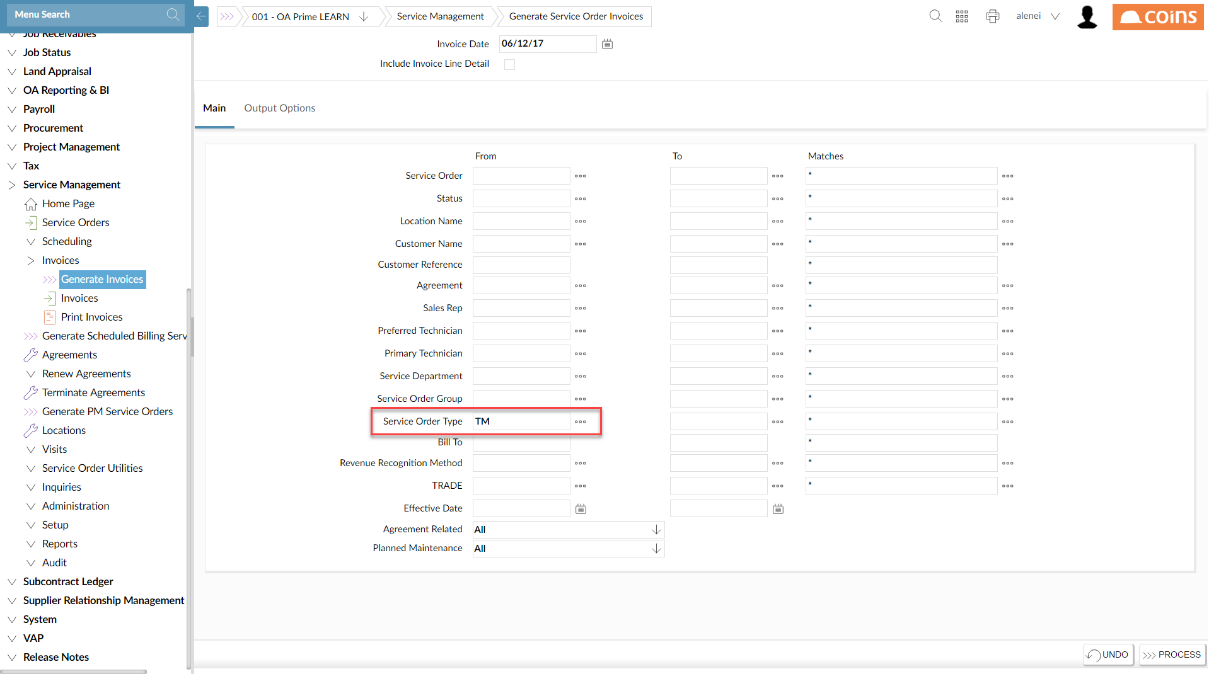 Menu Search
001 - OA Prime LEARN
Service Management
Generate Service Order Invoices
alenei
coins
Job Receivables
Job Status
Land Appraisal
OA Reporting & BI
Payroll
Procurement
Project Management
Tax
Service Management
Home Page
Service Orders
Scheduling
Invoices
Generate Invoices
Invoices
Print Invoices
Generate Scheduled Billing Serv
Agreements
Renew Agreements
Terminate Agreements
Generate PM Service Orders
Locations
Visits
Service Order Utilities
Inquiries
Administration
Setup
Reports
Audit
Subcontract Ledger
Supplier Relationship Management
System
VAP
Release Notes
Invoice Date 06/12/17
Include Invoice Line Detail
Main Output Options
From To Matches
Service Order *
Status *
Location Name *
Customer Name *
Customer Reference *
Agreement *
Sales Rep *
Preferred Technician *
Primary Technician *
Service Department *
Service Order Group *
Service Order Type TM *
Bill To *
Revenue Recognition Method *
TRADE *
Effective Date
Agreement Related All
Planned Maintenance All
UNDO PROCESS